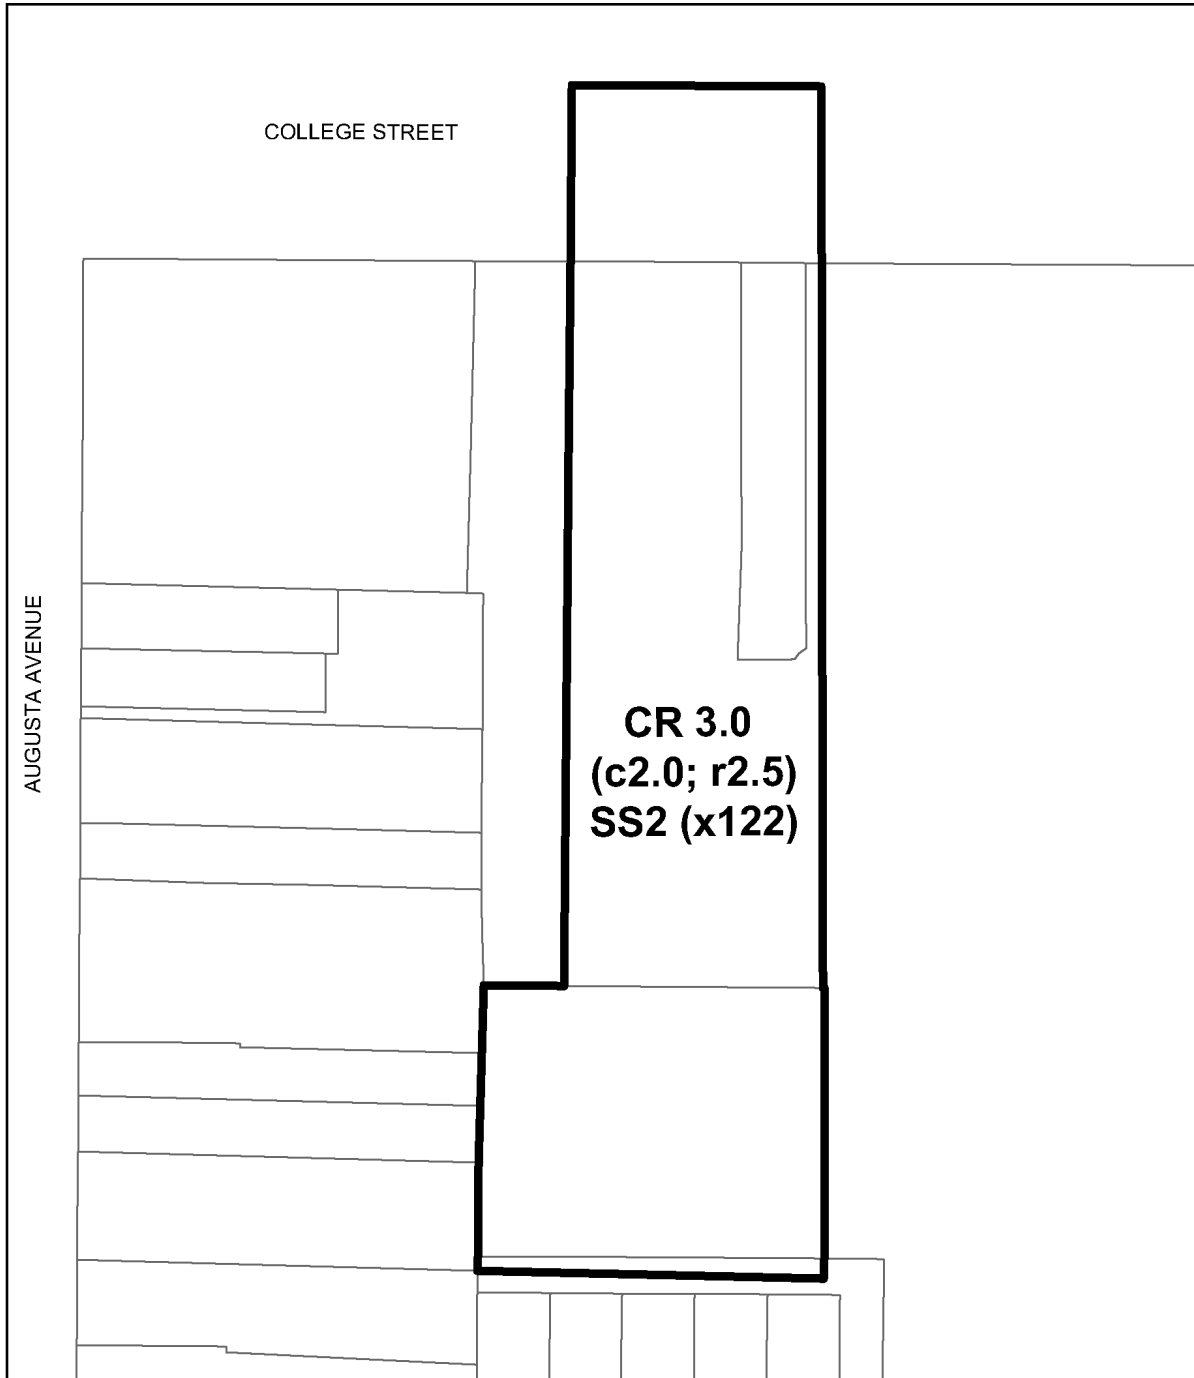 COLLEGE STREET
AUGUSTA AVENUE
CR 3.0
(c2.0; r2.5)
SS2 (x122)